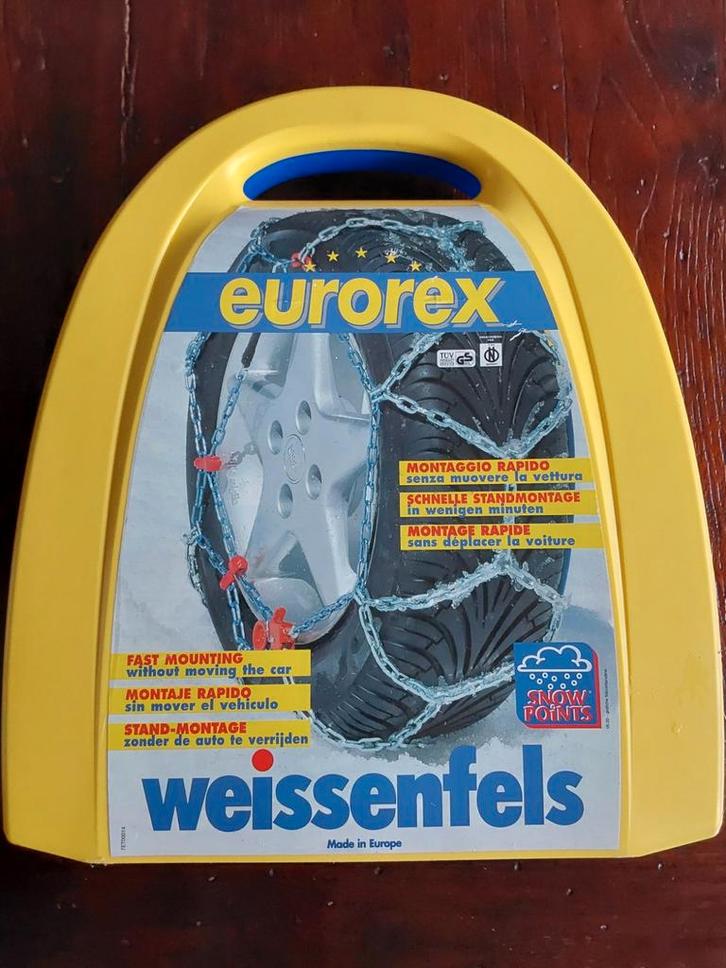 eurorex
TÜV
GS
MONTAGGIO RAPIDO
senza muovere la vettura
SCHNELLE STANDMONTAGE
in wenigen minuten
MONTAGE RAPIDE
sans déplacer la voiture
FAST MOUNTING
without moving the car
MONTAJE RAPIDO
sin mover el vehiculo
STAND-MONTAGE
zonder de auto te verrijden
SNOW
POINTS
weissenfels
Made in Europe